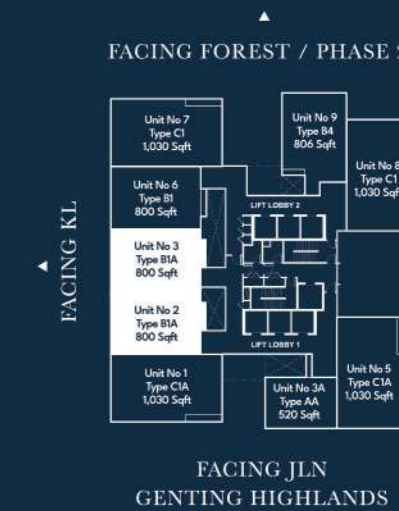 FACING FOREST / PHASE 2
Unit No 7
Type C1
1,030 Sqft
Unit No 9
Type B4
806 Sqft
Unit No 8
Type C1
1,030 Sqft
Unit No 6
Type B1
800 Sqft
LIFT LOBBY 2
FACING KL
Unit No 3
Type B1A
800 Sqft
Unit No 2
Type B1A
800 Sqft
LIFT LOBBY 1
Unit No 1
Type C1A
1,030 Sqft
Unit No 3A
Type AA
520 Sqft
Unit No 5
Type C1A
1,030 Sqft
FACING JLN
GENTING HIGHLANDS